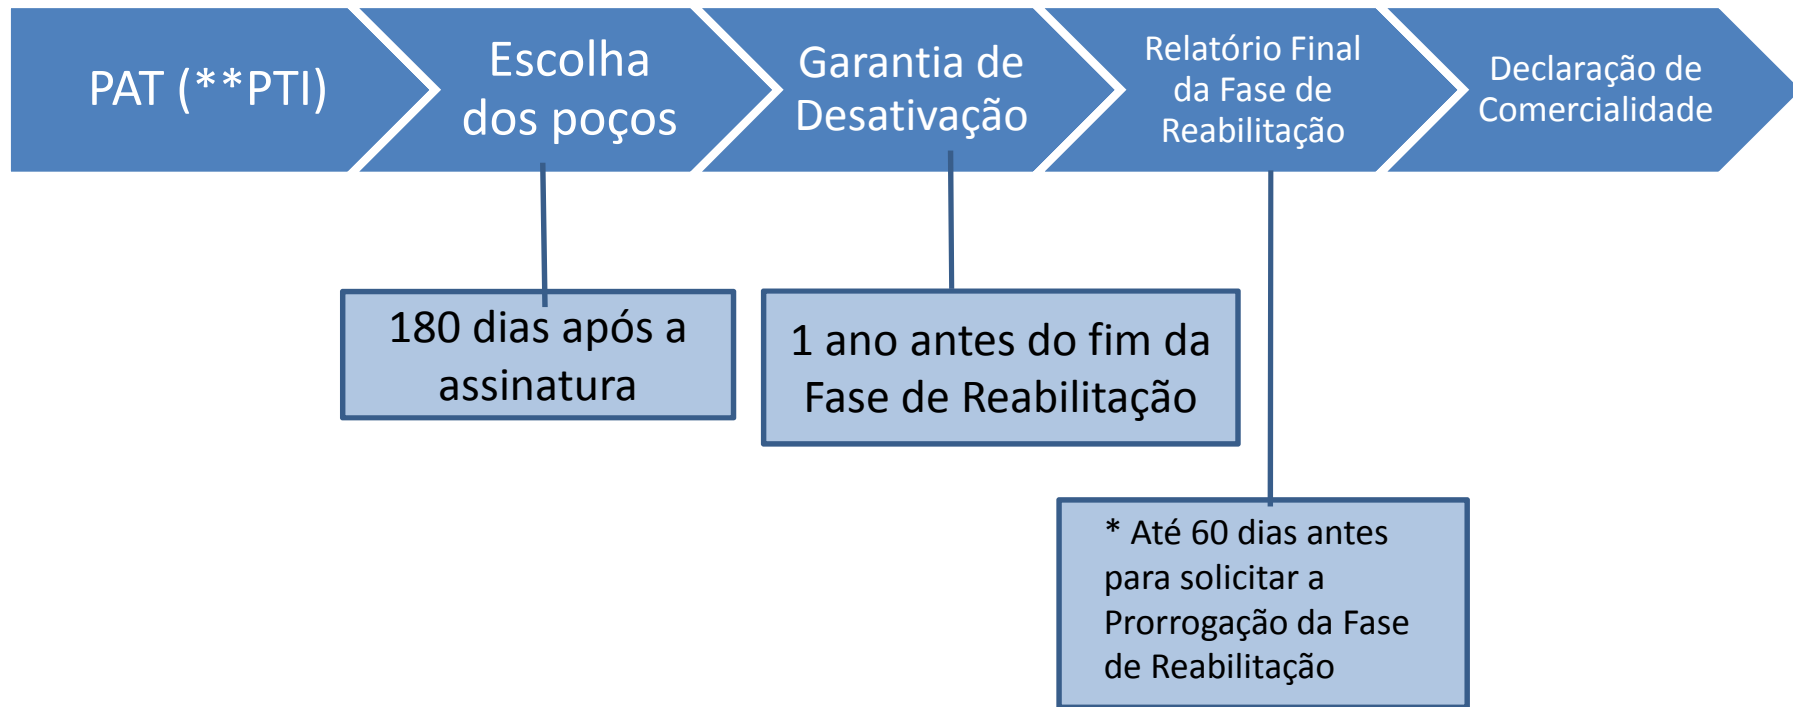 PAT (**PTI)
Escolha
dos poços
Garantia de
Desativação
Relatório Final
da Fase de
Reabilitação
Declaração de
Comercialidade
180 dias após a
assinatura
1 ano antes do fim da
Fase de Reabilitação
* Até 60 dias antes
para solicitar a
Prorrogação da Fase
de Reabilitação